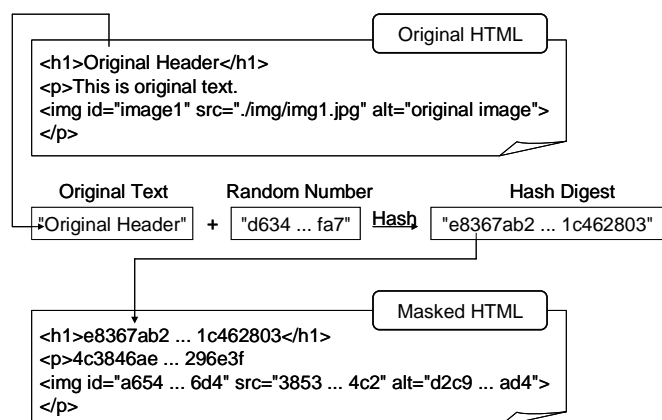 Original HTML
<h1>Original Header</h1>
<p>This is original text.
<img id="image1" src="./img/img1.jpg" alt="original image">
</p>
Original Text Random Number Hash Digest
"Original Header" + "d634 ... fa7" Hash "e8367ab2 ... 1c462803"
Masked HTML
<h1>e8367ab2 ... 1c462803</h1>
<p>4c3846ae ... 296e3f
<img id="a654 ... 6d4" src="3853 ... 4c2" alt="d2c9 ... ad4">
</p>